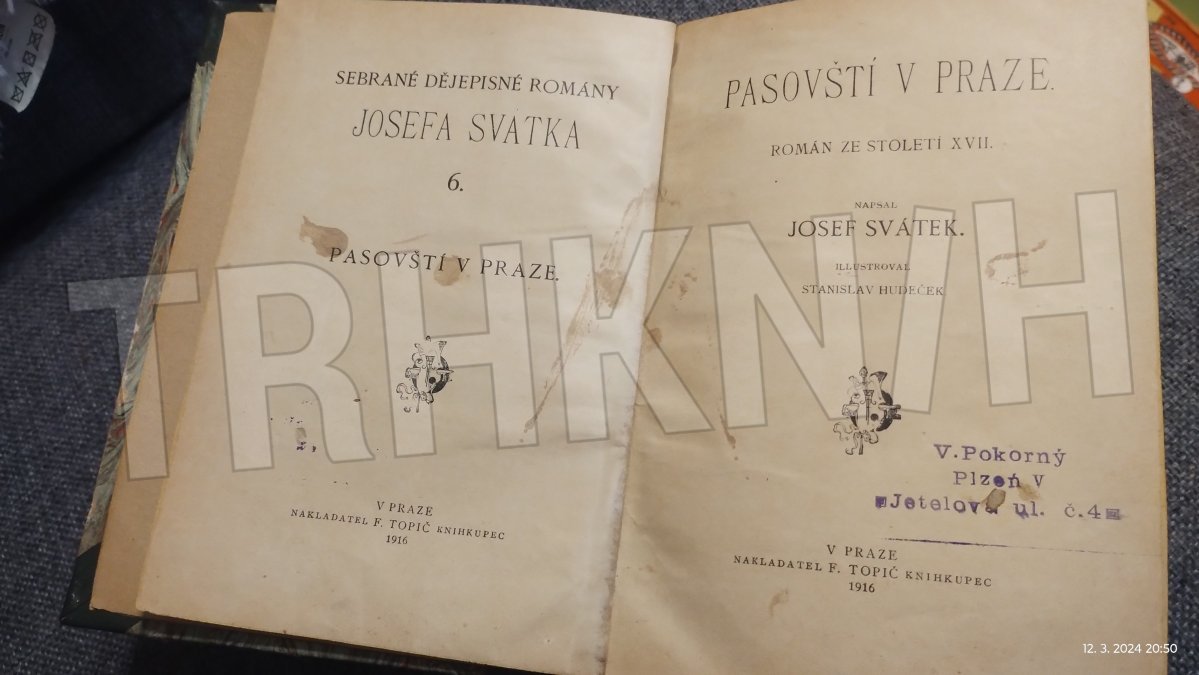 SEBRANÉ DĚJEPISNÉ ROMÁNY
JOSEFA SVÁTKA
6.
PASOVŠTÍ V PRAZE.
V PRAZE
NAKLADATEL F. TOPIČ KNIHKUPEC
1916
PASOVŠTÍ V PRAZE.
ROMÁN ZE STOLETÍ XVII.
NAPSAL
JOSEF SVÁTEK.
ILLUSTROVAL
STANISLAV HUDEČEK
V.Pokorný
Plzeň V
Jetelova ul. č.4
V PRAZE
NAKLADATEL F. TOPIČ KNIHKUPEC
1916
TRHKNIH
12. 3. 2024 20:50